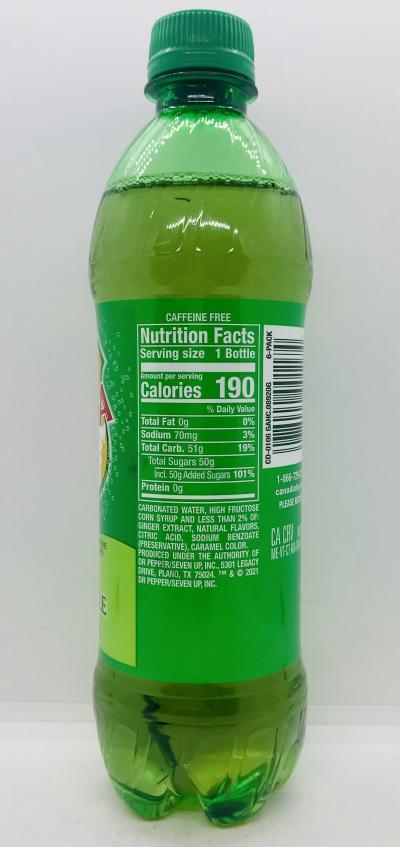 CAFFEINE FREE
Nutrition Facts
Serving size 1 Bottle
Amount per serving
Calories 190
% Daily Value
Total Fat 0g 0%
Sodium 70mg 3%
Total Carb. 51g 19%
Total Sugars 50g
Incl. 50g Added Sugars 101%
Protein 0g
CARBONATED WATER, HIGH FRUCTOSE
CORN SYRUP AND LESS THAN 2% OF:
GINGER EXTRACT, NATURAL FLAVORS,
CITRIC ACID, SODIUM BENZOATE
(PRESERVATIVE), CARAMEL COLOR.
PRODUCED UNDER THE AUTHORITY OF
DR PEPPER/SEVEN UP, INC., 5301 LEGACY
DRIVE, PLANO, TX 75024. ™ & © 2021
DR PEPPER/SEVEN UP, INC.
6-PACK
1-866-
PLEASE
CA CRV